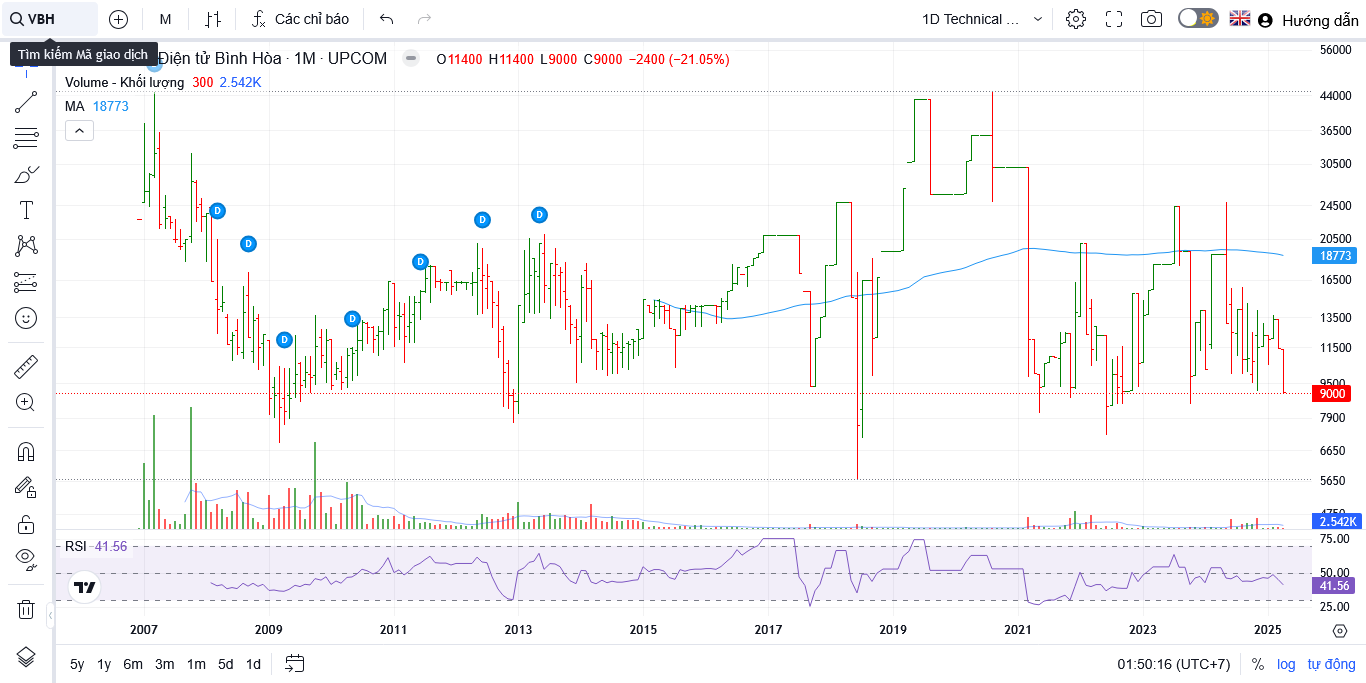 VBH M Các chỉ báo 1D Technical ... Hướng dẫn
Tìm kiếm Mã giao dịch
Điện tử Bình Hòa · 1M · UPCOM O11400 H11400 L9000 C9000 −2400 (−21.05%)
Volume - Khối lượng 300 2.542K
MA 18773
D D D D D D D
56000
44000
36500
30500
24500
20500
18773
16500
13500
11500
9500
9000
7900
6650
5650
4750
2.542K
RSI 41.56
75.00
50.00
41.56
25.00
2007 2009 2011 2013 2015 2017 2019 2021 2023 2025
5y 1y 6m 3m 1m 5d 1d 01:50:16 (UTC+7) % log tự động